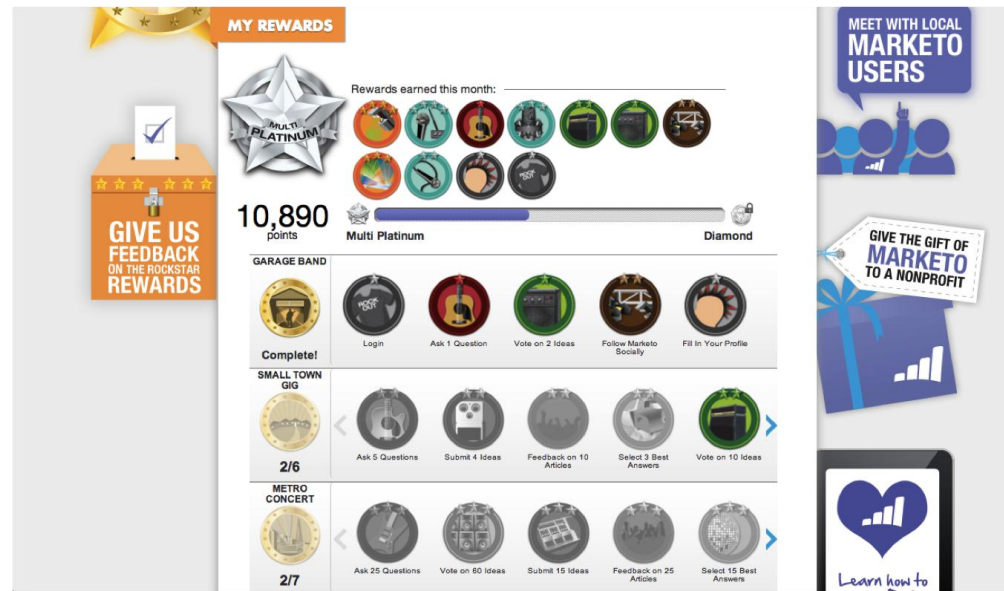 MY REWARDS
MULTI
PLATINUM
Rewards earned this month:
ROCK
OUT
10,890
points
Multi Platinum
Diamond
GARAGE BAND
Complete!
ROCK
OUT
Login
Ask 1 Question
Vote on 2 Ideas
Follow Marketo
Socially
Fill In Your Profile
SMALL TOWN
GIG
2/6
Ask 5 Questions
Submit 4 Ideas
Feedback on 10
Articles
Select 3 Best
Answers
Vote on 10 Ideas
METRO
CONCERT
2/7
Ask 25 Questions
Vote on 60 Ideas
Submit 15 Ideas
Feedback on 25
Articles
Select 15 Best
Answers
GIVE US
FEEDBACK
ON THE ROCKSTAR
REWARDS
MEET WITH LOCAL
MARKETO
USERS
GIVE THE GIFT OF
MARKETO
TO A NONPROFIT
Learn how to